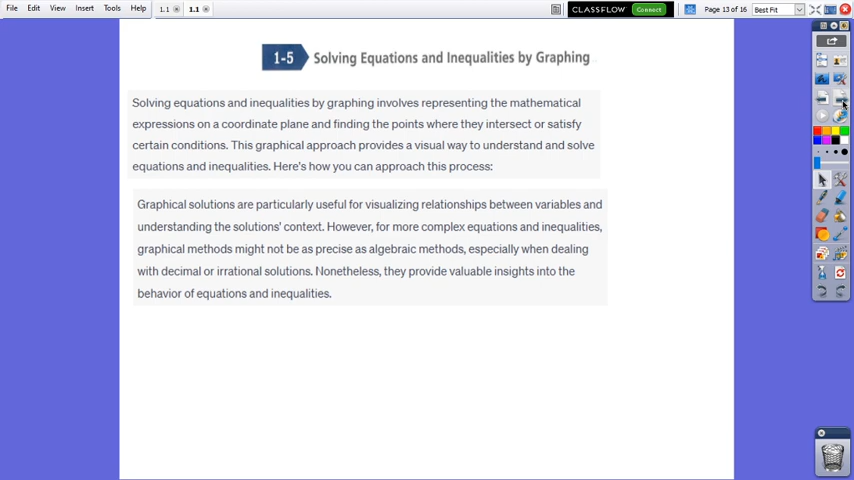 File Edit View Insert Tools Help
1.1 1.1
CLASSFLOW Connect
Page 13 of 16
Best Fit
1-5 Solving Equations and Inequalities by Graphing
Solving equations and inequalities by graphing involves representing the mathematical
expressions on a coordinate plane and finding the points where they intersect or satisfy
certain conditions. This graphical approach provides a visual way to understand and solve
equations and inequalities. Here's how you can approach this process:
Graphical solutions are particularly useful for visualizing relationships between variables and
understanding the solutions' context. However, for more complex equations and inequalities,
graphical methods might not be as precise as algebraic methods, especially when dealing
with decimal or irrational solutions. Nonetheless, they provide valuable insights into the
behavior of equations and inequalities.